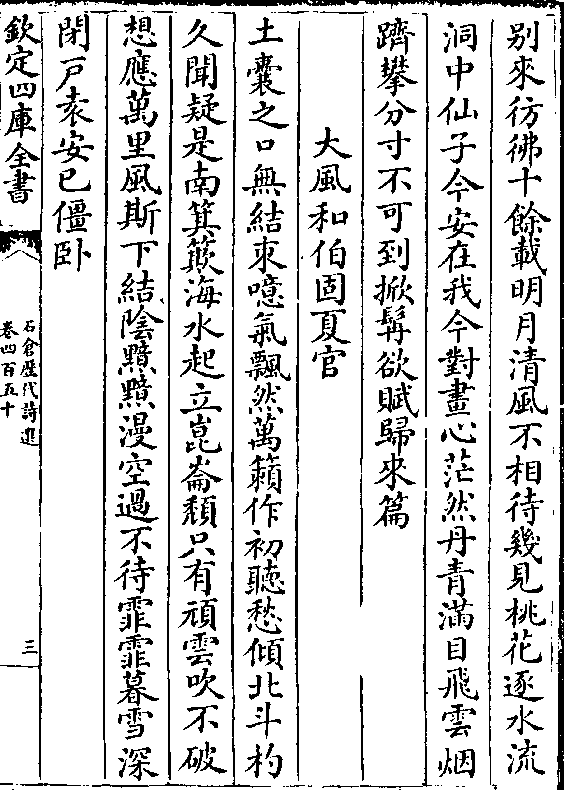 别來彷彿十餘載明月清風不相待幾見桃花逐水流
洞中仙子今安在我今對畫心茫然丹青滿目飛雲烟
躋攀分寸不可到掀髯欲賦歸來篇
大風和伯固夏官
土囊之口無結束噫氣飄然萬籟作初聽愁傾北斗杓
久聞疑是南箕簸海水起立崑崙頹只有頑雲吹不破
想應萬里風斯下結陰黯黯漫空過不待霏霏暮雪深
閉戸袁安已僵卧
欽定四庫全書
石倉歷代詩選
卷四百五十
三